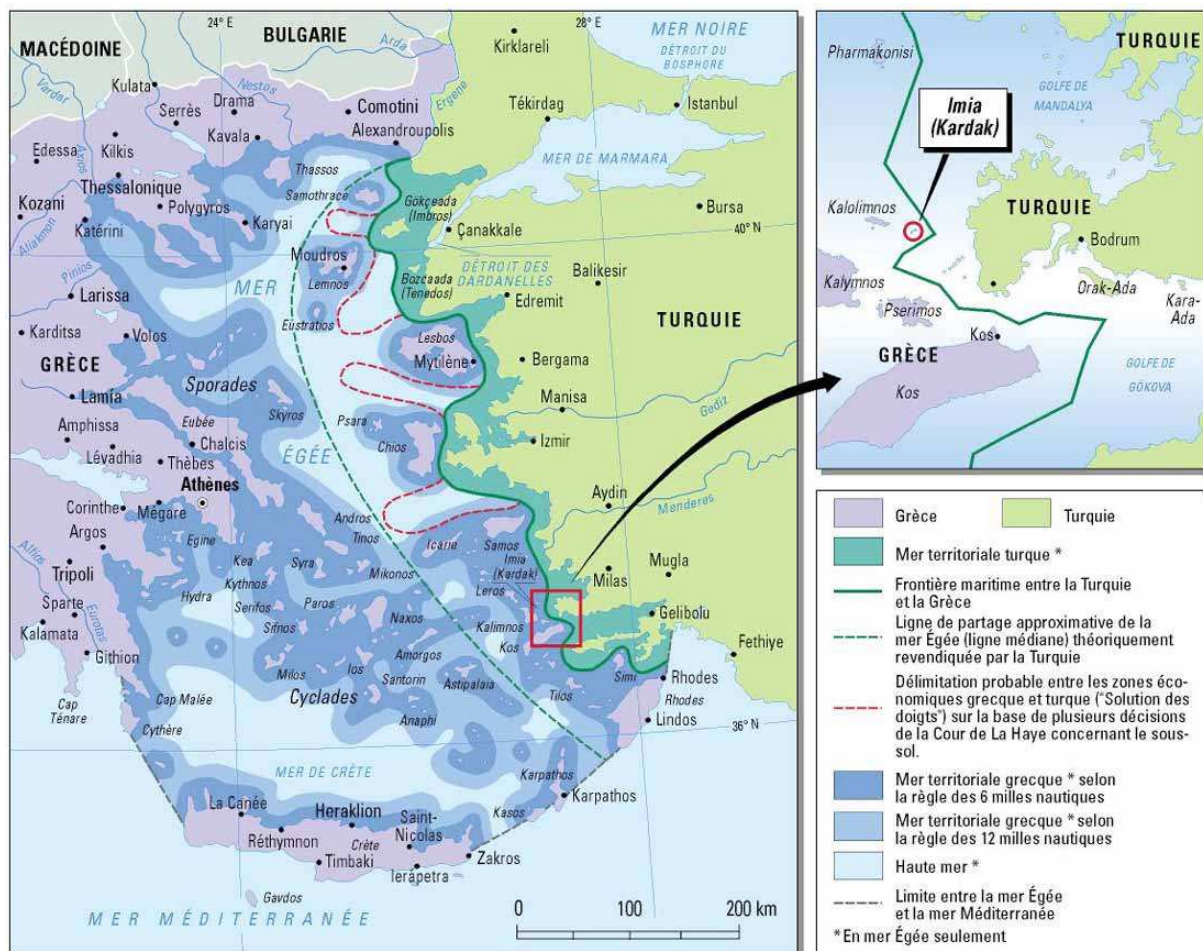 24° E
28° E
MACÉDOINE
BULGARIE
Arda
Kirklareli
MER NOIRE
DÉTROIT DU
BOSPHORE
Vardar
Kulata
Nestos
Ergene
Serrès
Drama
Comotini
Tékirdag
Istanbul
Kavala
Alexandroupolis
Edessa
Kilkis
Axios
MER DE MARMARA
Thessalonique
Thassos
Samothrace
Kozani
Polygyros
Gökçeada
(Imbros)
Bursa
Aliakmon
Katérini
Karyai
Çanakkale
40° N
Moudros
Lemnos
DÉTROIT DES
DARDANELLES
Balikesir
Pinios
MER
Bozcaada
(Tenedos)
Edremit
Larissa
Eüstratios
TURQUIE
Karditsa
Volos
Lesbos
Mytilène
Bergama
GRÈCE
Sporades
Manisa
Lamía
Skyros
Psara
Gediz
Amphissa
Eubée
Chalcis
ÉGÉE
Chios
Izmir
Lévadhia
Thèbes
Athènes
Aydin
Corinthe
Mégare
Andros
Menderes
Argos
Egine
Tinos
Icarie
Samos
Mugla
Kea
Syra
Imia
(Kardak)
Milas
Alfios
Tripoli
Kythnos
Mikonos
Leros
Hydra
Serifos
Paros
Gelibolu
Sparte
Sifnos
Naxos
Kalimnos
Kalamata
Eurotas
Amorgos
Kos
Fethiye
Githion
Milos
Ios
Santorin
Astipalaia
Simi
Rhodes
Cap
Ténare
Cap Malée
Cyclades
Tilos
Rhodes
Anaphi
Lindos
Cythère
36° N
MER DE CRÈTE
Karpathos
Karpathos
La Canée
Heraklion
Saint-
Nicolas
Kasos
Réthymnon
Crète
Zakros
Timbaki
Ierápetra
Gavdos
MER MÉDITERRANÉE
0 100 200 km
TURQUIE
Pharmakonisi
Imia
(Kardak)
GOLFE DE
MANDALYA
Kalolimnos
TURQUIE
Bodrum
Kalymnos
Orak-Ada
Kara-
Ada
Pserimos
GRÈCE
Kos
GOLFE DE
GÖKOVA
Kos
Grèce
Turquie
Mer territoriale turque *
Frontière maritime entre la Turquie
et la Grèce
Ligne de partage approximative de la
mer Égée (ligne médiane) théoriquement
revendiquée par la Turquie
Délimitation probable entre les zones éco-
nomiques grecque et turque ("Solution des
doigts") sur la base de plusieurs décisions
de la Cour de La Haye concernant le sous-
sol.
Mer territoriale grecque * selon
la règle des 6 milles nautiques
Mer territoriale grecque * selon
la règle des 12 milles nautiques
Haute mer *
Limite entre la mer Égée
et la mer Méditerranée
* En mer Égée seulement